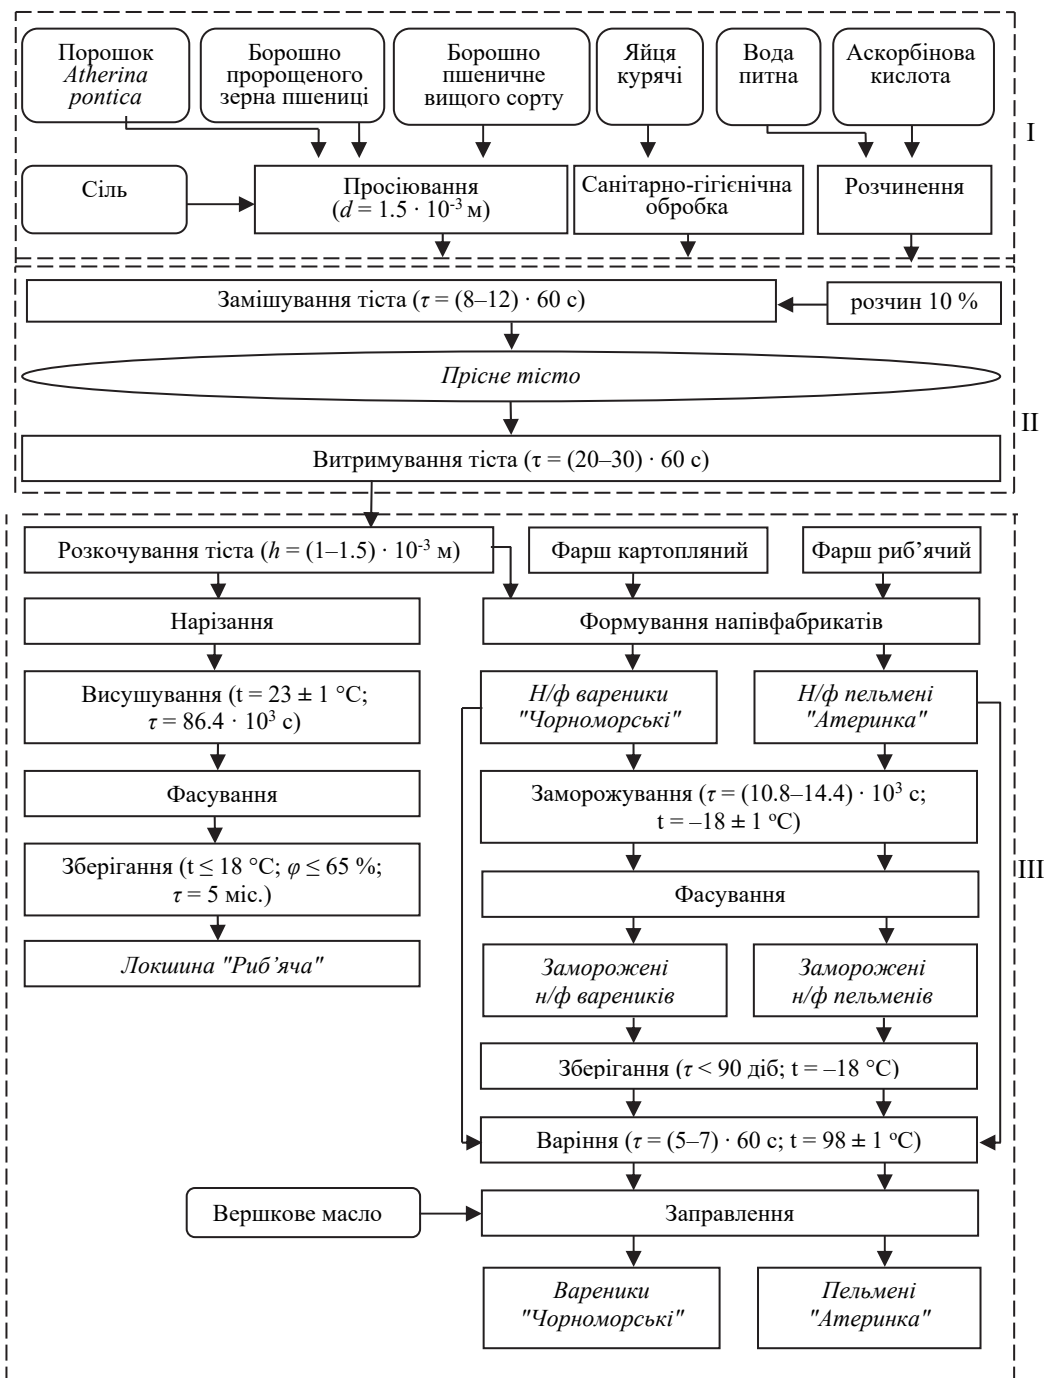 Порошок
Atherina
pontica
Борошно
пророщеного
зерна пшениці
Борошно
пшеничне
вищого сорту
Яйця
курячі
Вода
питна
Аскорбінова
кислота
I
Сіль
Просіювання
(d = 1.5 · 10⁻³ м)
Санітарно-гігієнічна
обробка
Розчинення
Замішування тіста (τ = (8–12) · 60 с)
розчин 10 %
Прісне тісто
II
Витримування тіста (τ = (20–30) · 60 с)
Розкочування тіста (h = (1–1.5) · 10⁻³ м)
Фарш картопляний
Фарш риб’ячий
Нарізання
Формування напівфабрикатів
Висушування (t = 23 ± 1 °C;
τ = 86.4 · 10³ с)
Н/ф вареники
"Чорноморські"
Н/ф пельмені
"Атеринка"
Фасування
Заморожування (τ = (10.8–14.4) · 10³ с;
t = –18 ± 1 °C)
Зберігання (t ≤ 18 °C; φ ≤ 65 %;
τ = 5 міс.)
Фасування
III
Локшина "Риб’яча"
Заморожені
н/ф вареників
Заморожені
н/ф пельменів
Зберігання (τ < 90 діб; t = –18 °C)
Варіння (τ = (5–7) · 60 с; t = 98 ± 1 °C)
Вершкове масло
Заправлення
Вареники
"Чорноморські"
Пельмені
"Атеринка"